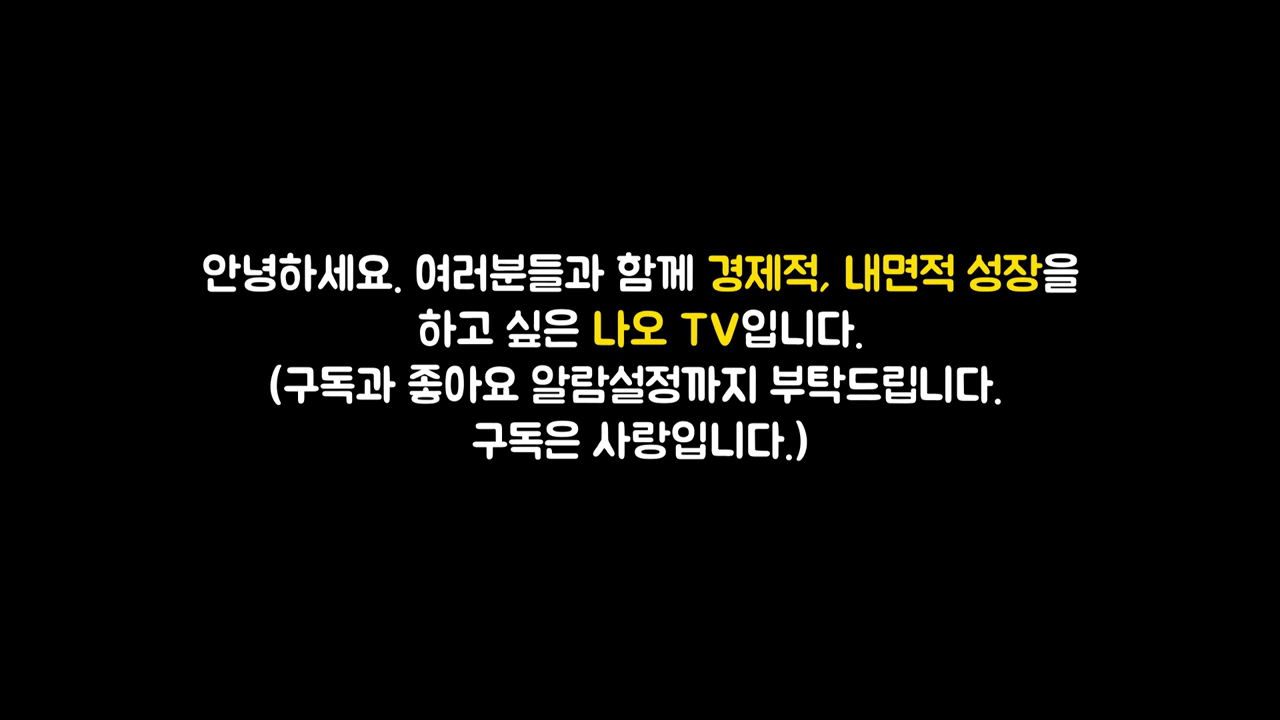 안녕하세요. 여러분들과 함께 경제적, 내면적 성장을
하고 싶은 나오 TV입니다.
(구독과 좋아요 알람설정까지 부탁드립니다.
구독은 사랑입니다.)